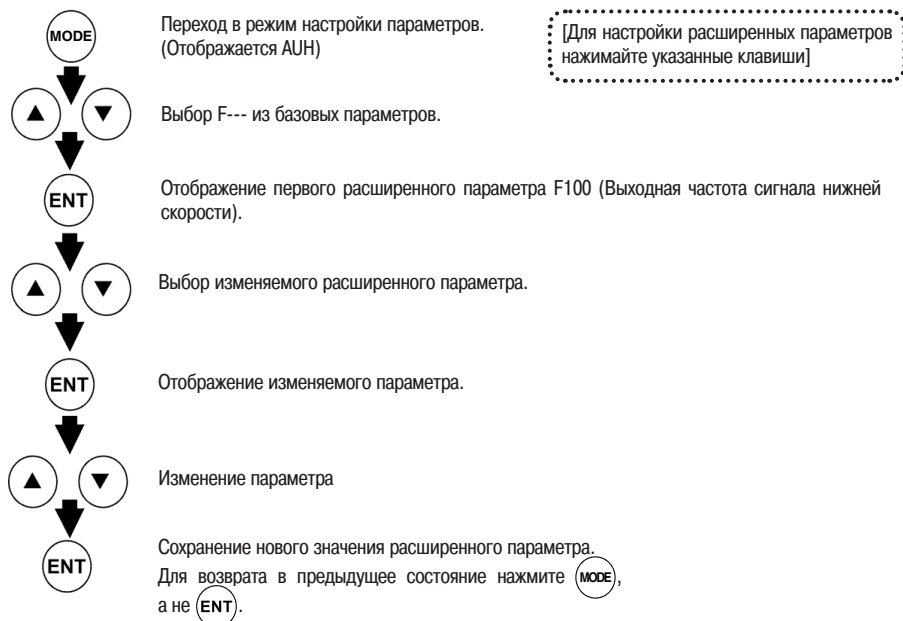 MODE
Переход в режим настройки параметров.
(Отображается AUH)
[Для настройки расширенных параметров
нажимайте указанные клавиши]
▲ ▼
Выбор F--- из базовых параметров.
ENT
Отображение первого расширенного параметра F100 (Выходная частота сигнала нижней
скорости).
▲ ▼
Выбор изменяемого расширенного параметра.
ENT
Отображение изменяемого параметра.
▲ ▼
Изменение параметра
ENT
Сохранение нового значения расширенного параметра.
Для возврата в предыдущее состояние нажмите MODE,
а не ENT.